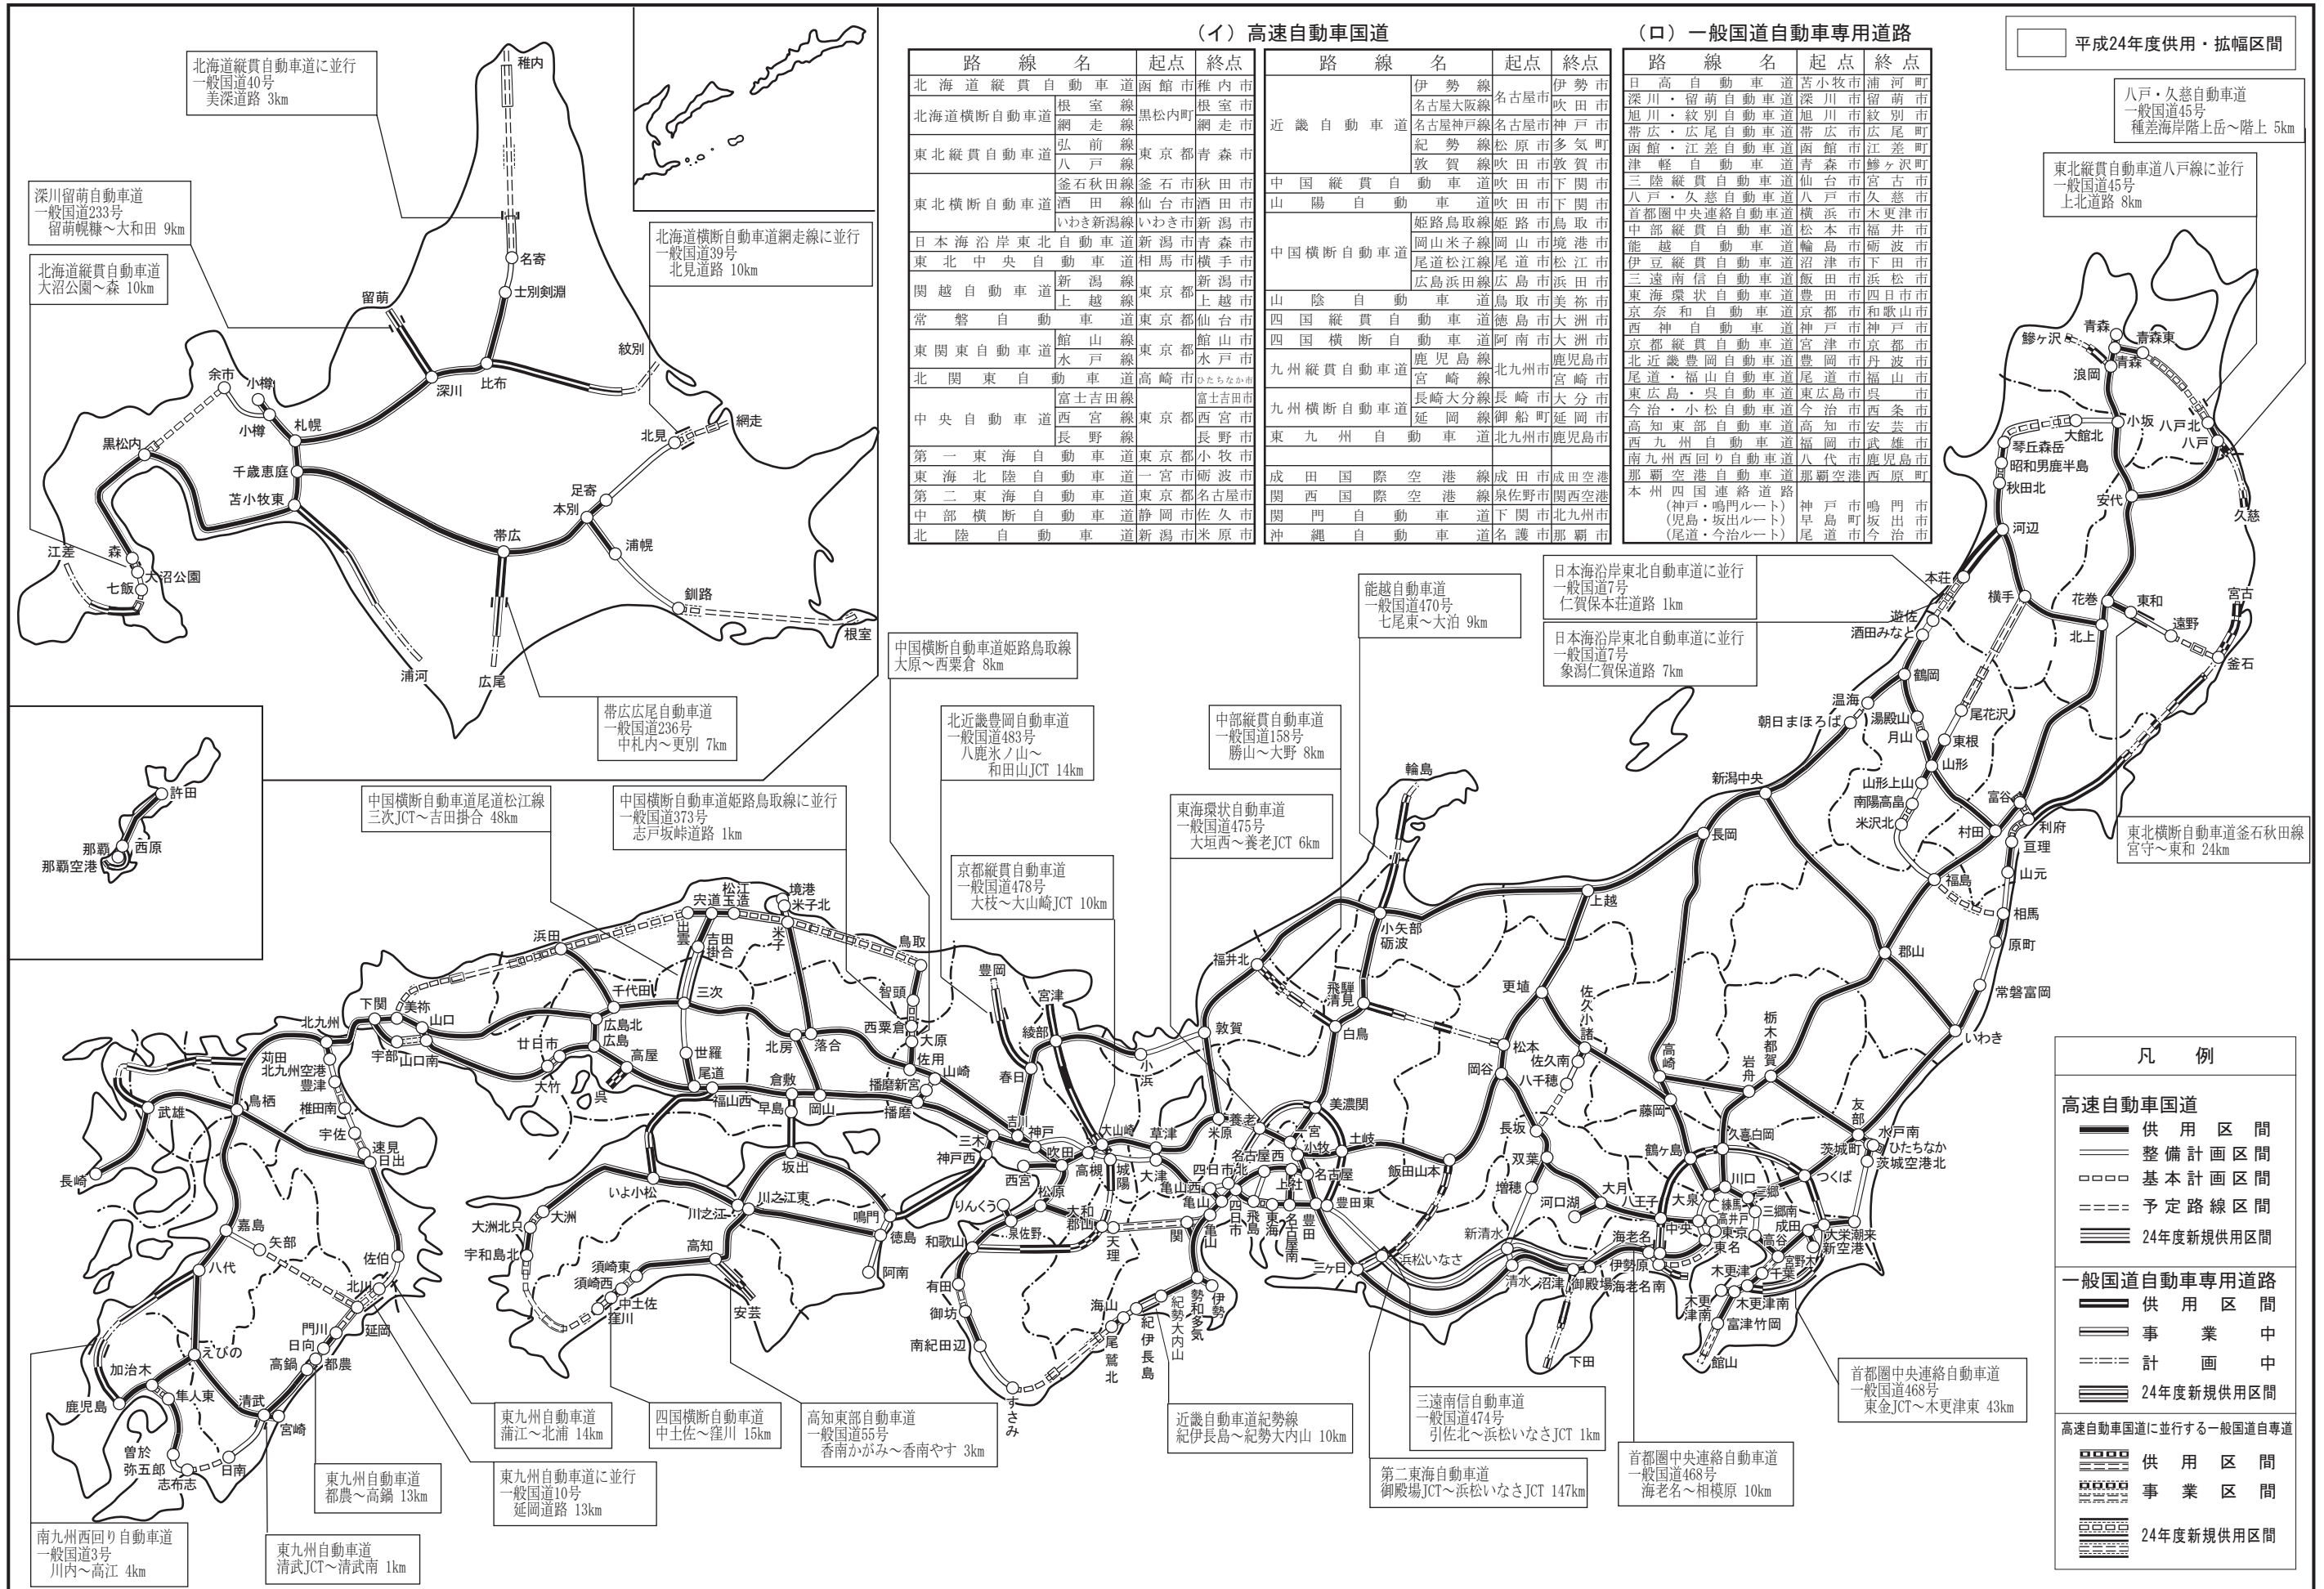 (イ) 高速自動車国道
路線名 起点 終点
北海道縦貫自動車道 函館市 稚内市
北海道横断自動車道 根室線 黒松内町 根室市
網走線 網走市
東北縦貫自動車道 弘前線 東京都 青森市
八戸線
東北横断自動車道 釜石秋田線 釜石市 秋田市
酒田線 仙台市 酒田市
いわき新潟線 いわき市 新潟市
日本海沿岸東北自動車道 新潟市 青森市
東北中央自動車道 相馬市 横手市
関越自動車道 新潟線 東京都 新潟市
上越線 上越市
常磐自動車道 東京都 仙台市
東関東自動車道 館山線 東京都 館山市
水戸線 水戸市
北関東自動車道 高崎市 ひたちなか市
中央自動車道 富士吉田線 東京都 富士吉田市
西宮線 西宮市
長野線 長野市
第一東海自動車道 東京都 小牧市
東海北陸自動車道 一宮市 砺波市
第二東海自動車道 東京都 名古屋市
中部横断自動車道 静岡市 佐久市
北陸自動車道 新潟市 米原市
路線名 起点 終点
近畿自動車道 伊勢線 名古屋市 伊勢市
名古屋大阪線 吹田市
名古屋神戸線 名古屋市 神戸市
紀勢線 松原市 多気町
敦賀線 吹田市 敦賀市
中国縦貫自動車道 吹田市 下関市
山陽自動車道 吹田市 下関市
中国横断自動車道 姫路鳥取線 姫路市 鳥取市
岡山米子線 岡山市 境港市
尾道松江線 尾道市 松江市
広島浜田線 広島市 浜田市
山陰自動車道 鳥取市 美祢市
四国縦貫自動車道 徳島市 大洲市
四国横断自動車道 阿南市 大洲市
九州縦貫自動車道 鹿児島線 北九州市 鹿児島市
宮崎線 宮崎市
九州横断自動車道 長崎大分線 長崎市 大分市
延岡線 御船町 延岡市
東九州自動車道 北九州市 鹿児島市
成田国際空港線 成田市 成田空港
関西国際空港線 泉佐野市 関西空港
関門自動車道 下関市 北九州市
沖縄自動車道 名護市 那覇市
(ロ) 一般国道自動車専用道路
路線名 起点 終点
日高自動車道 苫小牧市 浦河町
深川・留萌自動車道 深川市 留萌市
旭川・紋別自動車道 旭川市 紋別市
帯広・広尾自動車道 帯広市 広尾町
函館・江差自動車道 函館市 江差町
津軽自動車道 青森市 鰺ヶ沢町
三陸縦貫自動車道 仙台市 宮古市
八戸・久慈自動車道 八戸市 久慈市
首都圏中央連絡自動車道 横浜市 木更津市
中部縦貫自動車道 松本市 福井市
能越自動車道 輪島市 砺波市
伊豆縦貫自動車道 沼津市 下田市
三遠南信自動車道 飯田市 浜松市
東海環状自動車道 豊田市 四日市市
京奈和自動車道 京都市 和歌山市
西神自動車道 神戸市 神戸市
京都縦貫自動車道 宮津市 京都市
北近畿豊岡自動車道 豊岡市 丹波市
尾道・福山自動車道 尾道市 福山市
東広島・呉自動車道 東広島市 呉市
今治・小松自動車道 今治市 西条市
高知東部自動車道 高知市 安芸市
西九州自動車道 福岡市 武雄市
南九州西回り自動車道 八代市 鹿児島市
那覇空港自動車道 那覇空港 西原町
本州四国連絡道路
(神戸・鳴門ルート) 神戸市 鳴門市
(児島・坂出ルート) 早島町 坂出市
(尾道・今治ルート) 尾道市 今治市
平成24年度供用・拡幅区間
北海道縦貫自動車道に並行
一般国道40号
美深道路 3km
深川留萌自動車道
一般国道233号
留萌幌糠～大和田 9km
北海道縦貫自動車道
大沼公園～森 10km
北海道横断自動車道網走線に並行
一般国道39号
北見道路 10km
帯広広尾自動車道
一般国道236号
中札内～更別 7km
八戸・久慈自動車道
一般国道45号
種差海岸階上岳～階上 5km
東北縦貫自動車道八戸線に並行
一般国道45号
上北道路 8km
日本海沿岸東北自動車道に並行
一般国道7号
仁賀保本荘道路 1km
日本海沿岸東北自動車道に並行
一般国道7号
象潟仁賀保道路 7km
能越自動車道
一般国道470号
七尾東～大泊 9km
中国横断自動車道姫路鳥取線
大原～西粟倉 8km
北近畿豊岡自動車道
一般国道483号
八鹿氷ノ山～
和田山JCT 14km
中部縦貫自動車道
一般国道158号
勝山～大野 8km
東海環状自動車道
一般国道475号
大垣西～養老JCT 6km
京都縦貫自動車道
一般国道478号
大枝～大山崎JCT 10km
中国横断自動車道尾道松江線
三次JCT～吉田掛合 48km
中国横断自動車道姫路鳥取線に並行
一般国道373号
志戸坂峠道路 1km
東北横断自動車道釜石秋田線
宮守～東和 24km
首都圏中央連絡自動車道
一般国道468号
東金JCT～木更津東 43km
首都圏中央連絡自動車道
一般国道468号
海老名～相模原 10km
三遠南信自動車道
一般国道474号
引佐北～浜松いなさJCT 1km
第二東海自動車道
御殿場JCT～浜松いなさJCT 147km
近畿自動車道紀勢線
紀伊長島～紀勢大内山 10km
高知東部自動車道
一般国道55号
香南かがみ～香南やす 3km
四国横断自動車道
中土佐～窪川 15km
東九州自動車道
蒲江～北浦 14km
東九州自動車道に並行
一般国道10号
延岡道路 13km
東九州自動車道
都農～高鍋 13km
東九州自動車道
清武JCT～清武南 1km
南九州西回り自動車道
一般国道3号
川内～高江 4km
稚内
名寄
士別剣淵
留萌
紋別
深川
比布
余市
小樽
小樽
札幌
黒松内
千歳恵庭
苫小牧東
北見
網走
足寄
本別
帯広
浦幌
釧路
根室
江差
森
大沼公園
七飯
浦河
広尾
許田
那覇
西原
那覇空港
鰺ヶ沢
青森
青森東
青森
浪岡
大館北
小坂
八戸北
八戸
琴丘森岳
昭和男鹿半島
秋田北
安代
久慈
河辺
本荘
横手
花巻
東和
宮古
遊佐
酒田みなと
北上
遠野
釜石
鶴岡
温海
朝日まほろば
湯殿山
月山
尾花沢
東根
山形
山形上山
南陽高畠
米沢北
富谷
利府
村田
亘理
山元
福島
相馬
原町
郡山
常磐富岡
いわき
新潟中央
長岡
上越
輪島
小矢部
砺波
福井北
飛騨
清見
白鳥
更埴
佐久小諸
松本
佐久南
岡谷
八千穂
高崎
岩舟
栃木都賀
藤岡
友部
水戸南
ひたちなか
茨城町
茨城空港北
長坂
双葉
増穂
河口湖
大月
八王子
鶴ヶ島
久喜白岡
川口
つくば
大泉
練馬
三郷
三郷南
高井戸
中央
東京
東名
高谷
成田
大栄
潮来
新空港
宮野木
千葉
木更津
木更津南
木更津南
富津竹岡
館山
海老名
伊勢原
海老名南
御殿場
沼津
清水
新清水
下田
浜松いなさ
三ヶ日
飯田山本
土岐
美濃関
一宮
小牧
名古屋西
名古屋
上社
豊田東
豊田
名古屋南
東海
飛島
四日市
四日市北
亀山西
亀山
亀山
関
養老
米原
敦賀
小浜
草津
大津
大山崎
高槻
城陽
吹田
神戸
吉川
西宮
松原
大和郡山
天理
りんくう
泉佐野
和歌山
有田
御坊
南紀田辺
すさみ
尾鷲北
海山
紀伊長島
紀勢大内山
勢和多気
伊勢
宮津
綾部
豊岡
春日
鳥取
智頭
西粟倉
大原
佐用
山崎
播磨新宮
播磨
三木
神戸西
境港
米子北
米子
松江玉造
宍道
出雲
吉田掛合
浜田
千代田
三次
広島北
広島
廿日市
大竹
高屋
呉
世羅
尾道
福山西
倉敷
早島
岡山
北房
落合
坂出
川之江東
川之江
いよ小松
大洲
大洲北只
宇和島北
鳴門
徳島
阿南
高知
安芸
須崎東
須崎西
中土佐
窪川
下関
美祢
山口
宇部
山口南
北九州
苅田
北九州空港
豊津
椎田南
宇佐
速見
日出
鳥栖
武雄
長崎
嘉島
矢部
八代
佐伯
北川
延岡
門川
日向
都農
高鍋
えびの
加治木
隼人東
鹿児島
清武
宮崎
曽於
弥五郎
志布志
日南
凡例
高速自動車国道
供用区間
整備計画区間
基本計画区間
予定路線区間
24年度新規供用区間
一般国道自動車専用道路
供用区間
事業中
計画中
24年度新規供用区間
高速自動車国道に並行する一般国道自専道
供用区間
事業区間
24年度新規供用区間